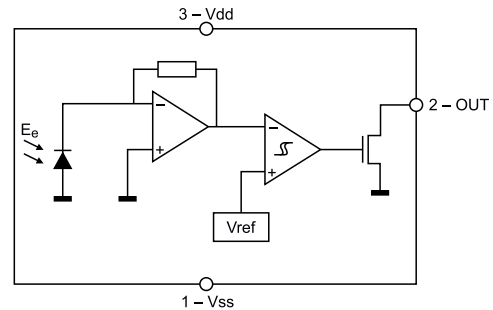 3 – Vdd
Ee
2 – OUT
Vref
1 – Vss